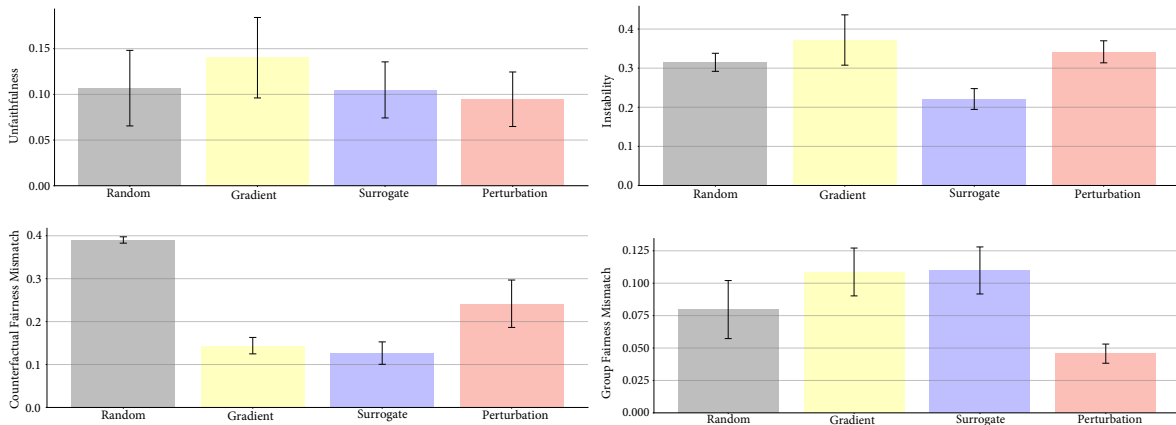 Unfaithfulness
0.15
0.10
0.05
0.00
Random Gradient Surrogate Perturbation
Instability
0.4
0.3
0.2
0.1
0.0
Random Gradient Surrogate Perturbation
Counterfactual Fairness Mismatch
0.4
0.3
0.2
0.1
0.0
Random Gradient Surrogate Perturbation
Group Fairness Mismatch
0.125
0.100
0.075
0.050
0.025
0.000
Random Gradient Surrogate Perturbation